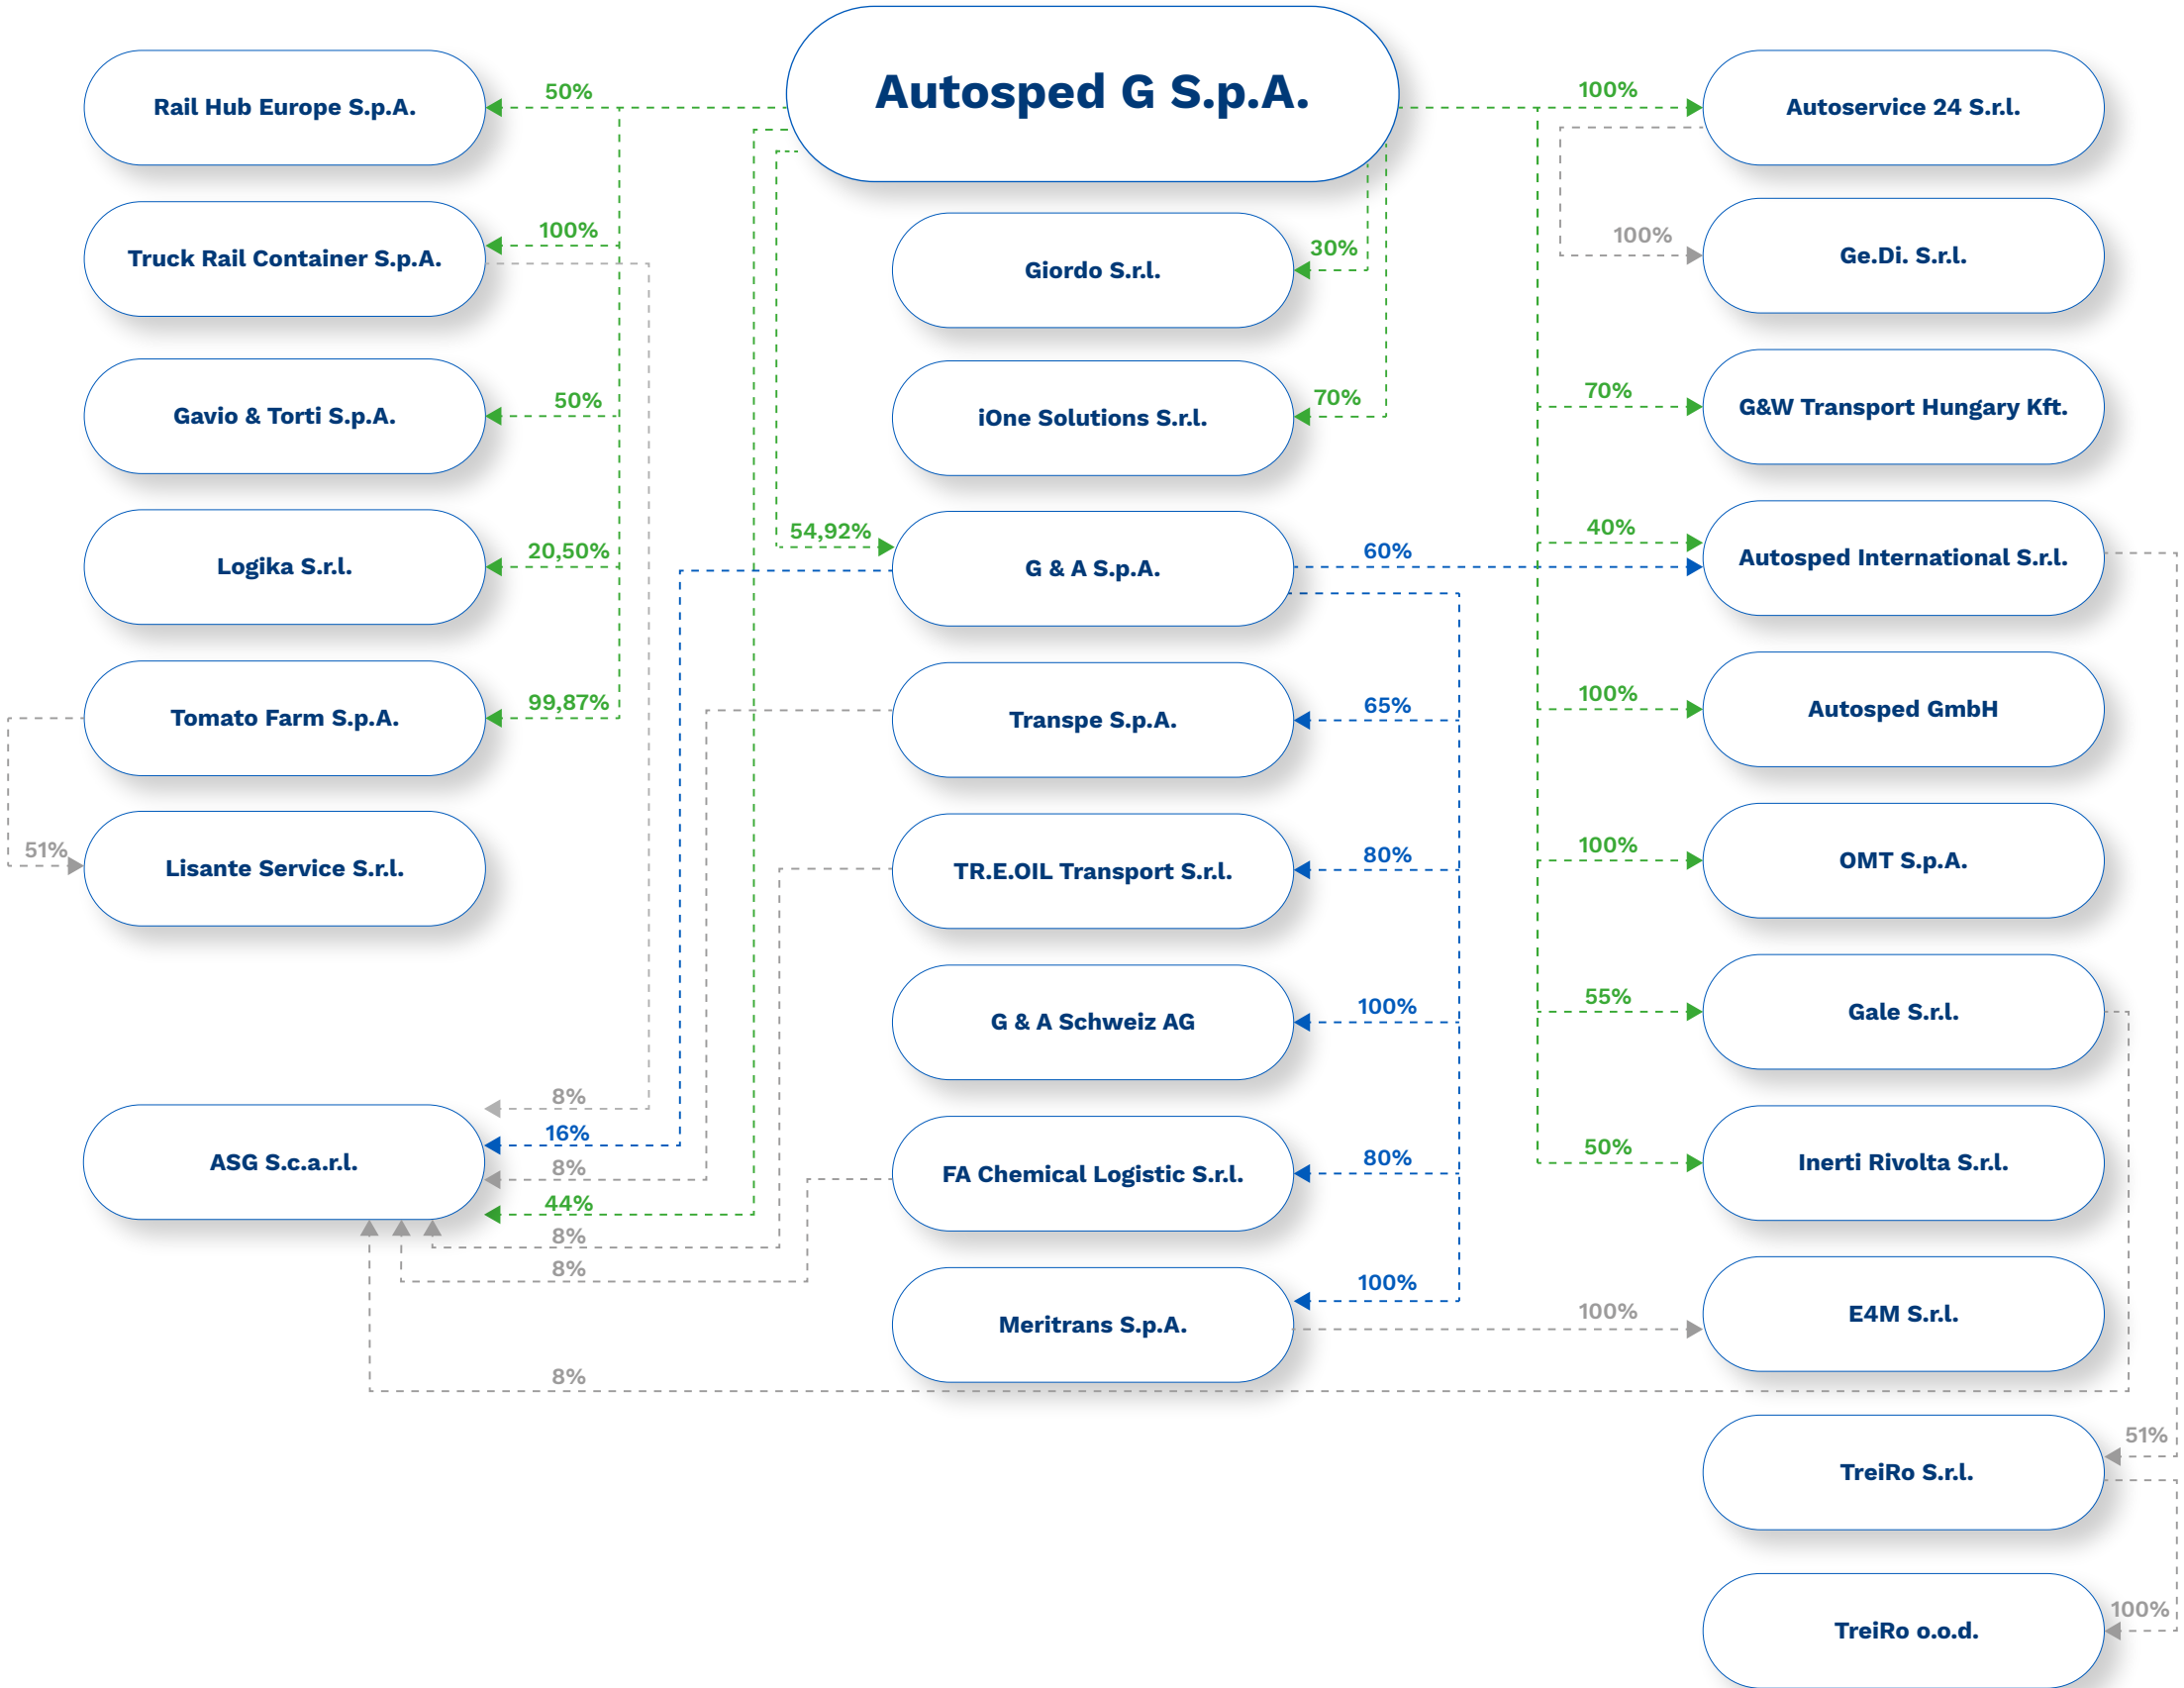 Autosped G S.p.A.
50%
Rail Hub Europe S.p.A.
100%
Truck Rail Container S.p.A.
50%
Gavio & Torti S.p.A.
20,50%
Logika S.r.l.
99,87%
Tomato Farm S.p.A.
51%
Lisante Service S.r.l.
8%
16%
ASG S.c.a.r.l.
8%
44%
8%
8%
8%
30%
Giordo S.r.l.
70%
iOne Solutions S.r.l.
54,92%
G & A S.p.A.
60%
65%
Transpe S.p.A.
80%
TR.E.OIL Transport S.r.l.
100%
G & A Schweiz AG
80%
FA Chemical Logistic S.r.l.
100%
Meritrans S.p.A.
100%
Autoservice 24 S.r.l.
100%
Ge.Di. S.r.l.
70%
G&W Transport Hungary Kft.
40%
Autosped International S.r.l.
100%
Autosped GmbH
100%
OMT S.p.A.
55%
Gale S.r.l.
50%
Inerti Rivolta S.r.l.
100%
E4M S.r.l.
51%
TreiRo S.r.l.
100%
TreiRo o.o.d.